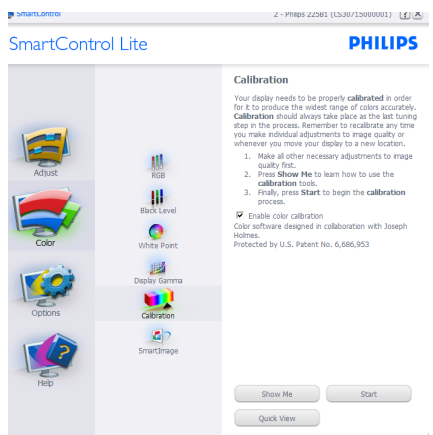 SmartControl
2 - Philips 225B1 (CS30715000001)
SmartControl Lite
PHILIPS
Adjust
Color
Options
Help
RGB
Black Level
White Point
Display Gamma
Calibration
SmartImage
Calibration
Your display needs to be properly calibrated in order
for it to produce the widest range of colors accurately.
Calibration should always take place as the last tuning
step in the process. Remember to recalibrate any time
you make individual adjustments to image quality or
whenever you move your display to a new location.
1. Make all other necessary adjustments to image
quality first.
2. Press Show Me to learn how to use the
calibration tools.
3. Finally, press Start to begin the calibration
process.
Enable color calibration
Color software designed in collaboration with Joseph
Holmes.
Protected by U.S. Patent No. 6,686,953
Show Me
Start
Quick View